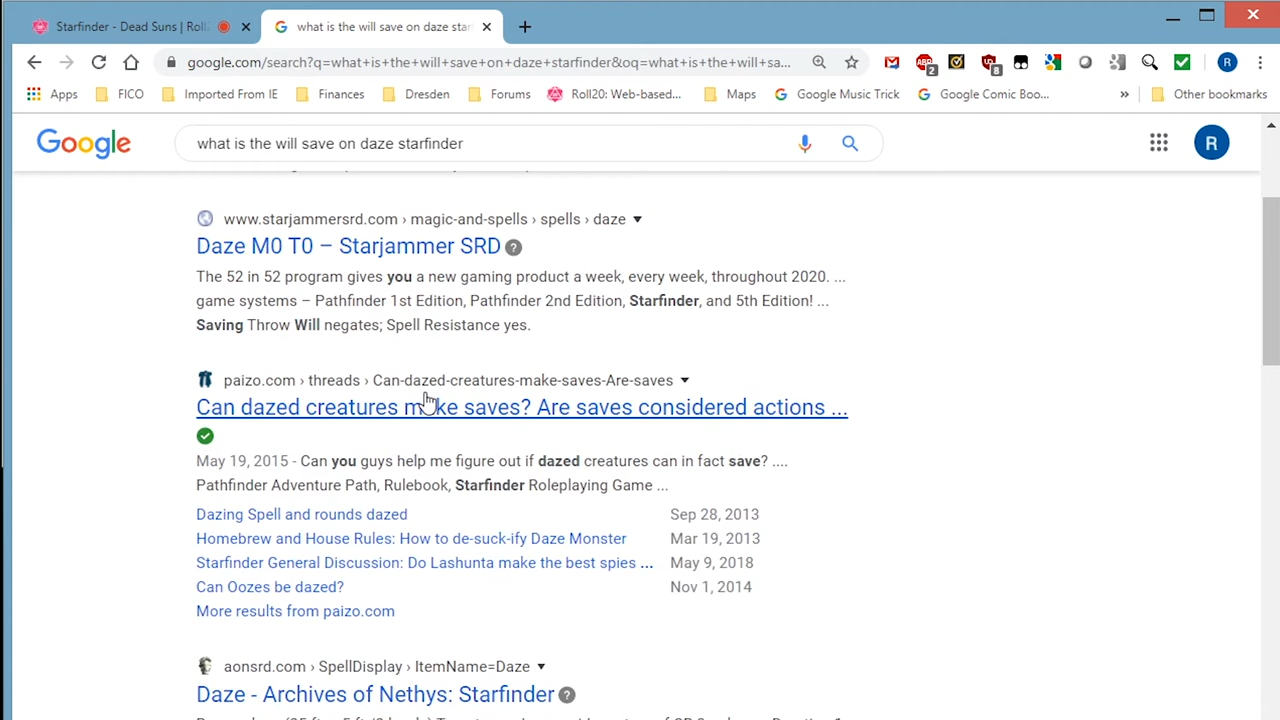 Starfinder - Dead Suns | Roll2
what is the will save on daze star
google.com/search?q=what+is+the+will+save+on+daze+starfinder&oq=what+is+the+will+sa...
2
8
R
Apps
FICO
Imported From IE
Finances
Dresden
Forums
Roll20: Web-based...
Maps
Google Music Trick
Google Comic Boo...
»
Other bookmarks
Google
what is the will save on daze starfinder
R
www.starjammersrd.com › magic-and-spells › spells › daze
Daze M0 T0 – Starjammer SRD
The 52 in 52 program gives you a new gaming product a week, every week, throughout 2020. ...
game systems – Pathfinder 1st Edition, Pathfinder 2nd Edition, Starfinder, and 5th Edition! ...
Saving Throw Will negates; Spell Resistance yes.
paizo.com › threads › Can-dazed-creatures-make-saves-Are-saves
Can dazed creatures make saves? Are saves considered actions ...
May 19, 2015 - Can you guys help me figure out if dazed creatures can in fact save? ....
Pathfinder Adventure Path, Rulebook, Starfinder Roleplaying Game ...
Dazing Spell and rounds dazed Sep 28, 2013
Homebrew and House Rules: How to de-suck-ify Daze Monster Mar 19, 2013
Starfinder General Discussion: Do Lashunta make the best spies ... May 9, 2018
Can Oozes be dazed? Nov 1, 2014
More results from paizo.com
aonsrd.com › SpellDisplay › ItemName=Daze
Daze - Archives of Nethys: Starfinder